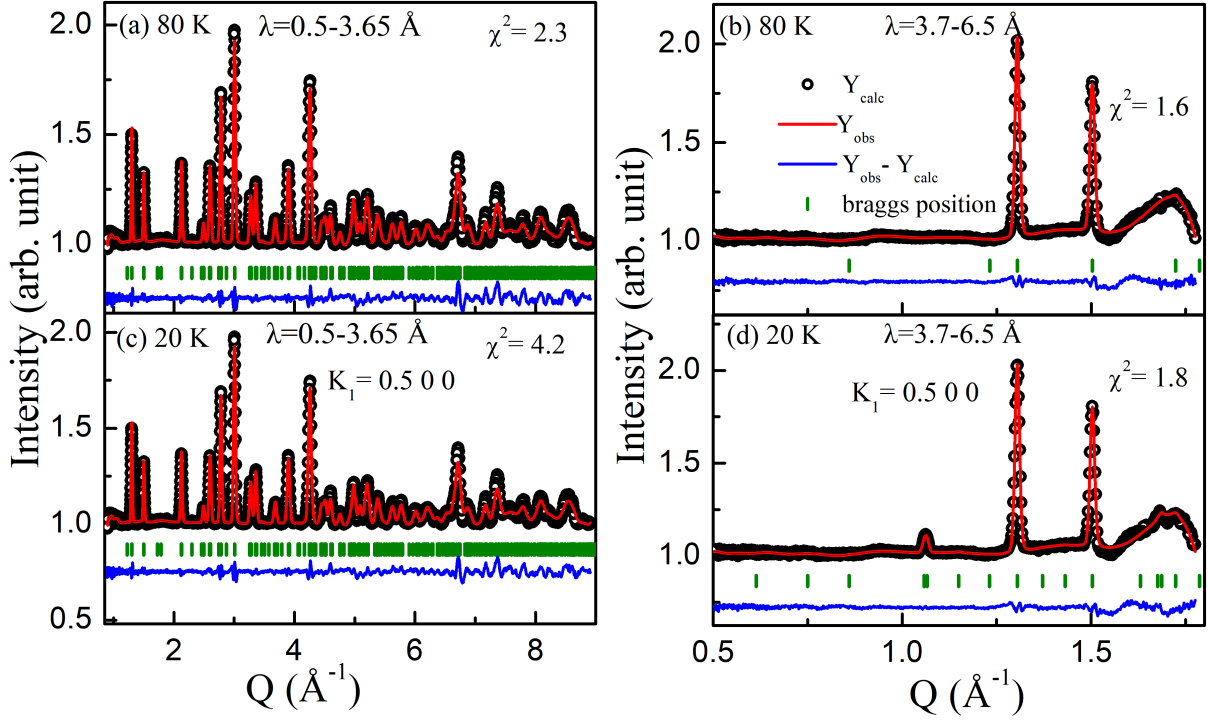 (a) 80 K
λ=0.5-3.65 Å
χ²= 2.3
2.0
1.5
1.0
(c) 20 K
λ=0.5-3.65 Å
χ²= 4.2
K₁= 0.5 0 0
2.0
1.5
1.0
0.5
2
4
6
8
Q (Å⁻¹)
Intensity (arb. unit)
(b) 80 K
λ=3.7-6.5 Å
χ²= 1.6
Y_calc
Y_obs
Y_obs- Y_calc
braggs position
2.0
1.5
1.0
(d) 20 K
λ=3.7-6.5 Å
χ²= 1.8
K₁= 0.5 0 0
2.0
1.5
1.0
0.5
1.0
1.5
Q (Å⁻¹)
Intensity (arb. unit)